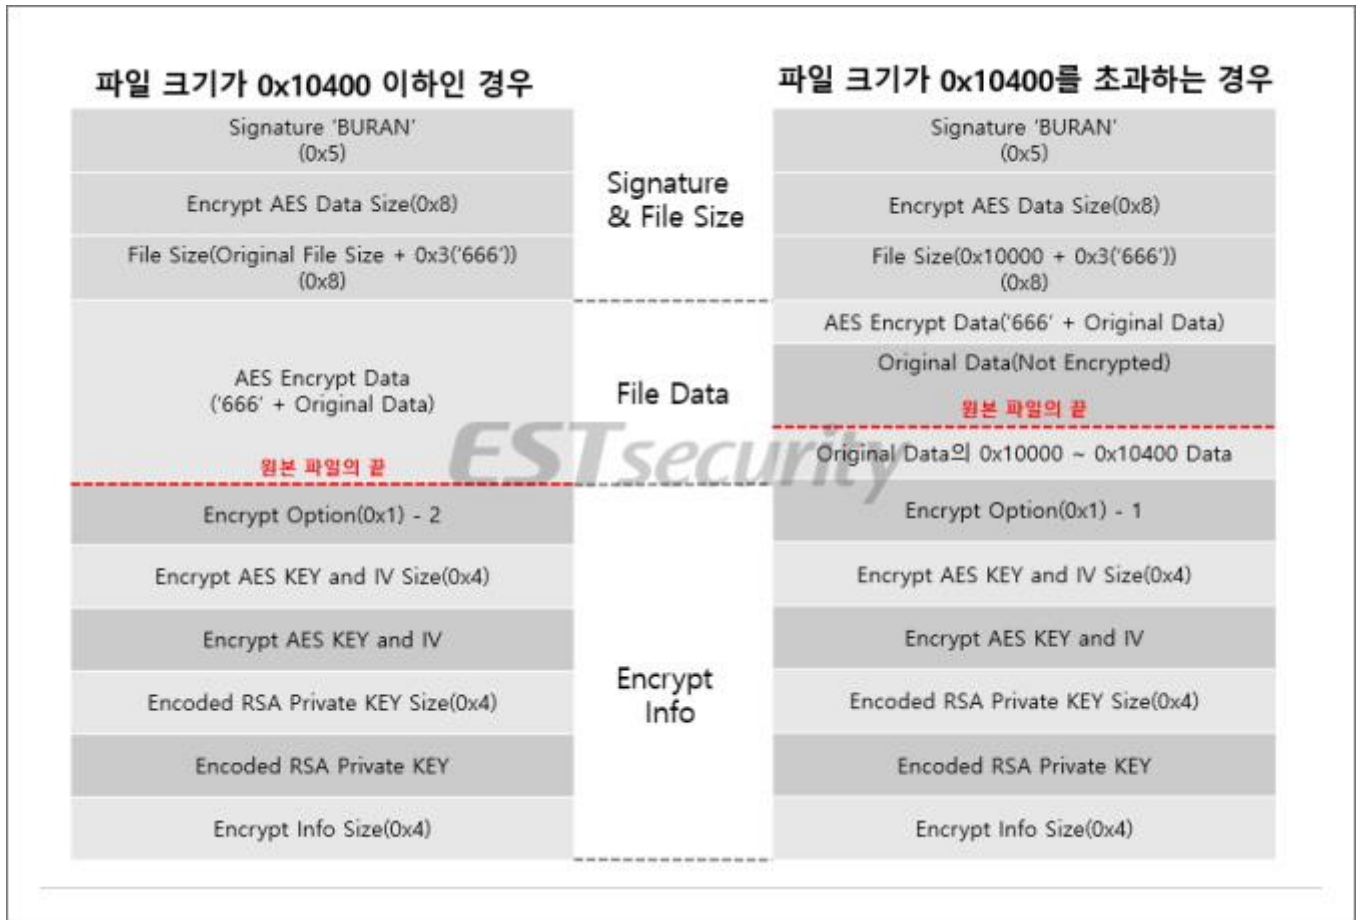 파일 크기가 0x10400 이하인 경우
Signature 'BURAN'
(0x5)
Encrypt AES Data Size(0x8)
File Size(Original File Size + 0x3('666'))
(0x8)
AES Encrypt Data
('666' + Original Data)
원본 파일의 끝
Encrypt Option(0x1) - 2
Encrypt AES KEY and IV Size(0x4)
Encrypt AES KEY and IV
Encoded RSA Private KEY Size(0x4)
Encoded RSA Private KEY
Encrypt Info Size(0x4)
Signature
& File Size
File Data
Encrypt
Info
파일 크기가 0x10400를 초과하는 경우
Signature 'BURAN'
(0x5)
Encrypt AES Data Size(0x8)
File Size(0x10000 + 0x3('666'))
(0x8)
AES Encrypt Data('666' + Original Data)
Original Data(Not Encrypted)
원본 파일의 끝
Original Data의 0x10000 ~ 0x10400 Data
Encrypt Option(0x1) - 1
Encrypt AES KEY and IV Size(0x4)
Encrypt AES KEY and IV
Encoded RSA Private KEY Size(0x4)
Encoded RSA Private KEY
Encrypt Info Size(0x4)
ESTsecurity